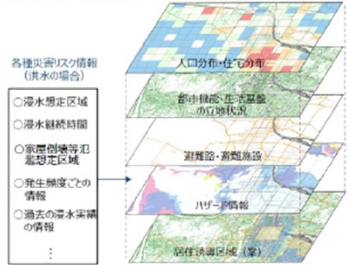 各種災害リスク情報
(洪水の場合)
○浸水想定区域
○浸水継続時間
○家屋倒壊等氾
濫想定区域
○発生頻度ごとの
情報
○過去の浸水実績
の情報
⋮
人口分布・住宅分布
都市機能・生活基盤
の立地状況
避難路・避難施設
ハザード情報
居住誘導区域(案)